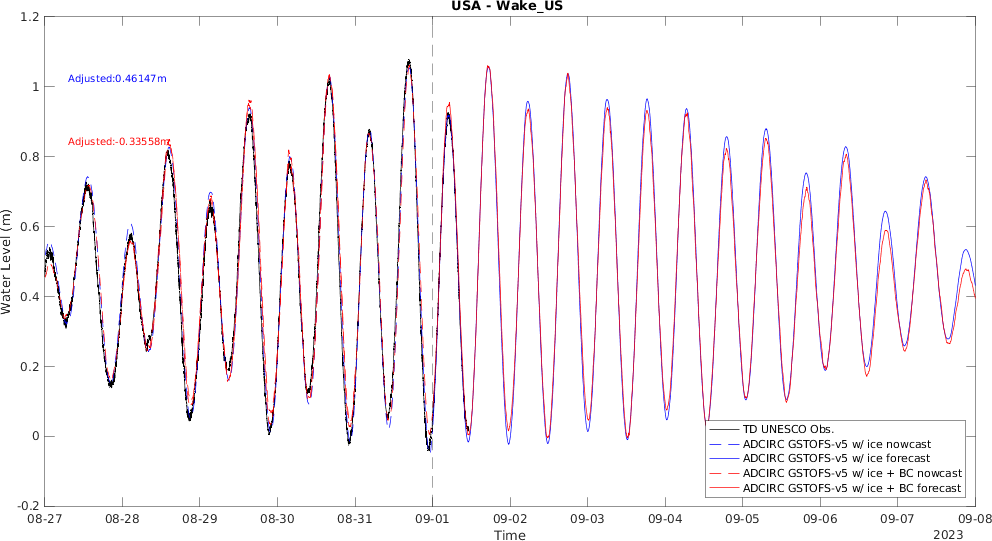 USA - Wake_US
1.2
1
0.8
0.6
0.4
0.2
0
-0.2
Water Level (m)
Adjusted:0.46147m
Adjusted:-0.33558m
TD UNESCO Obs.
ADCIRC GSTOFS-v5 w/ ice nowcast
ADCIRC GSTOFS-v5 w/ ice forecast
ADCIRC GSTOFS-v5 w/ ice + BC nowcast
ADCIRC GSTOFS-v5 w/ ice + BC forecast
08-27 08-28 08-29 08-30 08-31 09-01 09-02 09-03 09-04 09-05 09-06 09-07 09-08
Time
2023